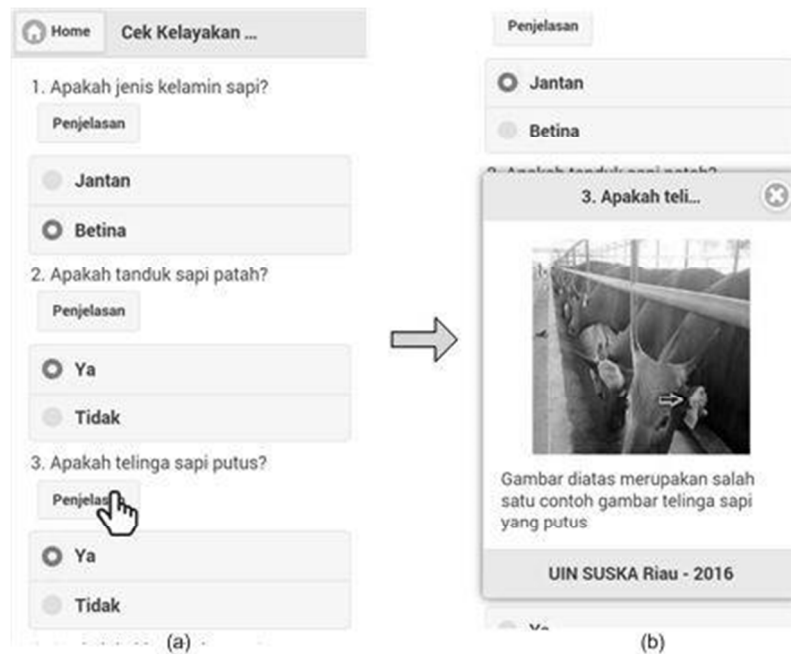 Home
Cek Kelayakan ...
1. Apakah jenis kelamin sapi?
Penjelasan
Jantan
Betina
2. Apakah tanduk sapi patah?
Penjelasan
Ya
Tidak
3. Apakah telinga sapi putus?
Ya
Tidak
(a)
Penjelasan
Jantan
Betina
3. Apakah teli...
Gambar diatas merupakan salah
satu contoh gambar telinga sapi
yang putus
UIN SUSKA Riau - 2016
(b)